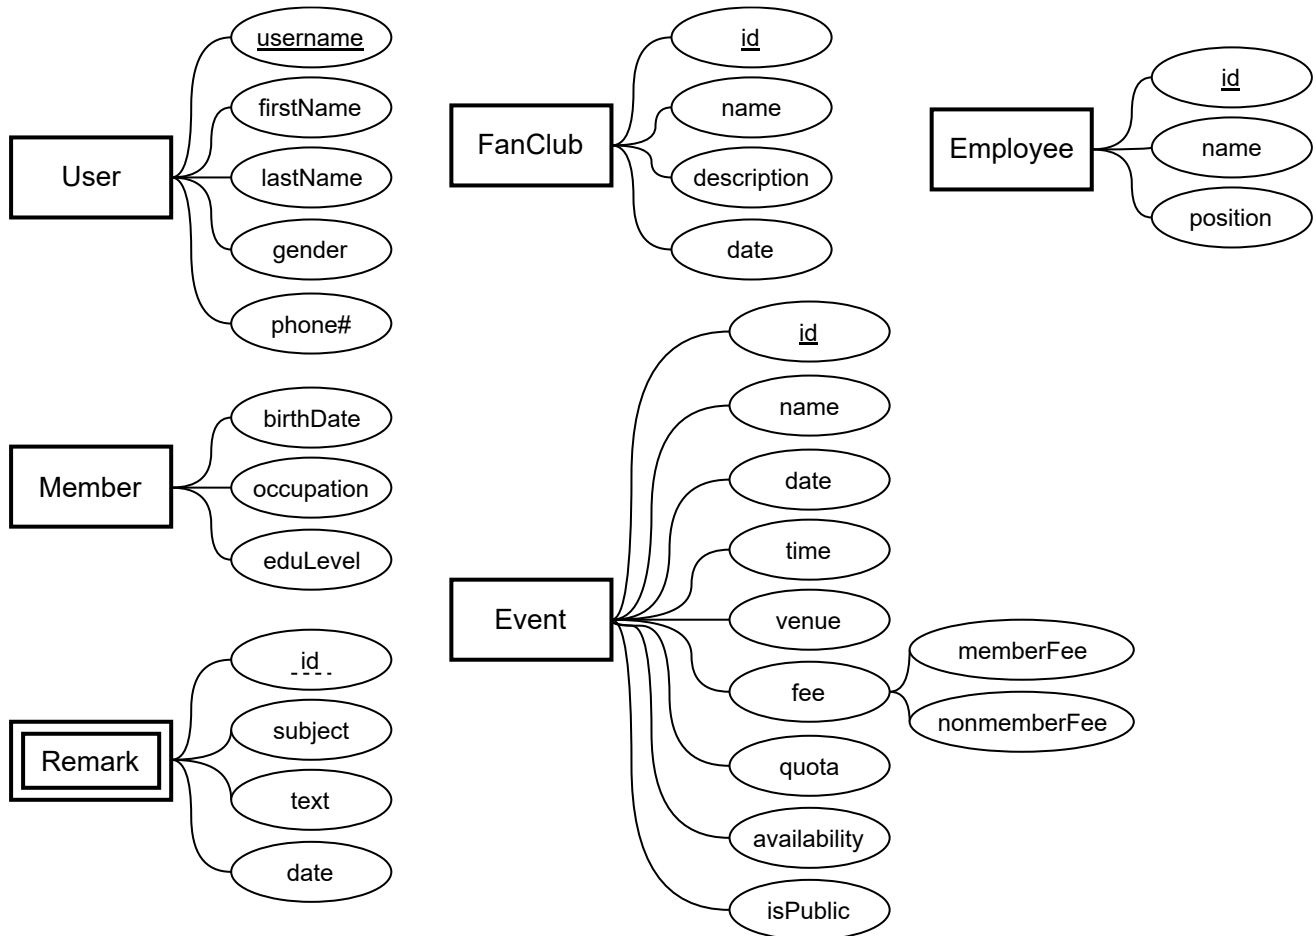 User
username
firstName
lastName
gender
phone#
FanClub
id
name
description
date
Employee
id
name
position
Member
birthDate
occupation
eduLevel
Remark
id
subject
text
date
Event
id
name
date
time
venue
fee
memberFee
nonmemberFee
quota
availability
isPublic